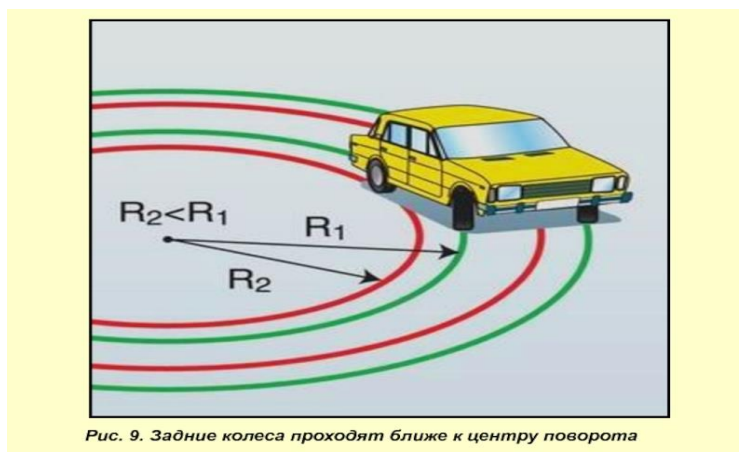 R₂<R₁
R₁
R₂
Рис. 9. Задние колеса проходят ближе к центру поворота